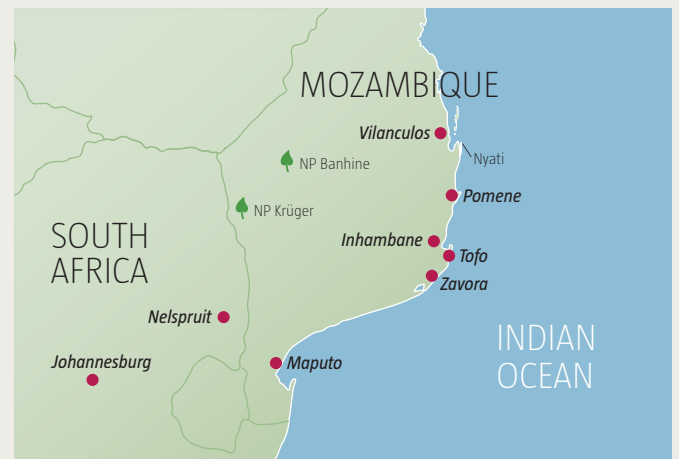 MOZAMBIQUE
Vilanculos
Nyati
NP Banhine
Pomene
NP Krüger
SOUTH
AFRICA
Inhambane
Tofo
Zavora
Nelspruit
INDIAN
OCEAN
Johannesburg
Maputo